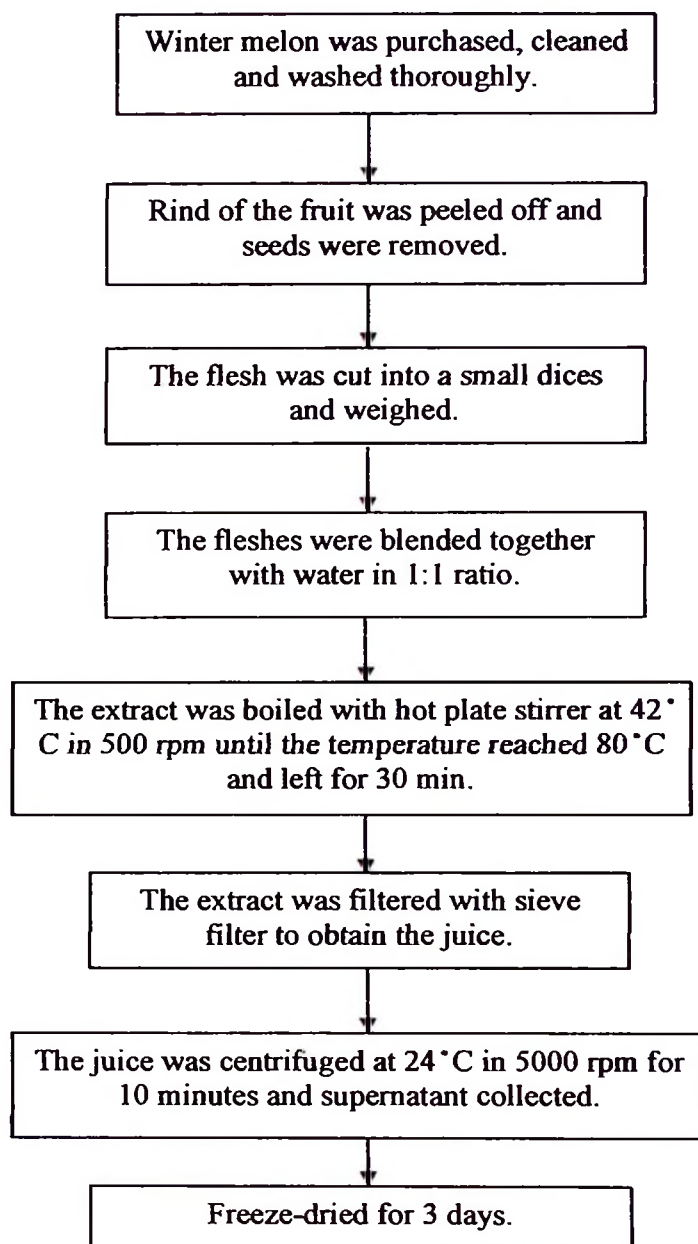 Winter melon was purchased, cleaned
and washed thoroughly.
Rind of the fruit was peeled off and
seeds were removed.
The flesh was cut into a small dices
and weighed.
The fleshes were blended together
with water in 1:1 ratio.
The extract was boiled with hot plate stirrer at 42°
C in 500 rpm until the temperature reached 80°C
and left for 30 min.
The extract was filtered with sieve
filter to obtain the juice.
The juice was centrifuged at 24°C in 5000 rpm for
10 minutes and supernatant collected.
Freeze-dried for 3 days.